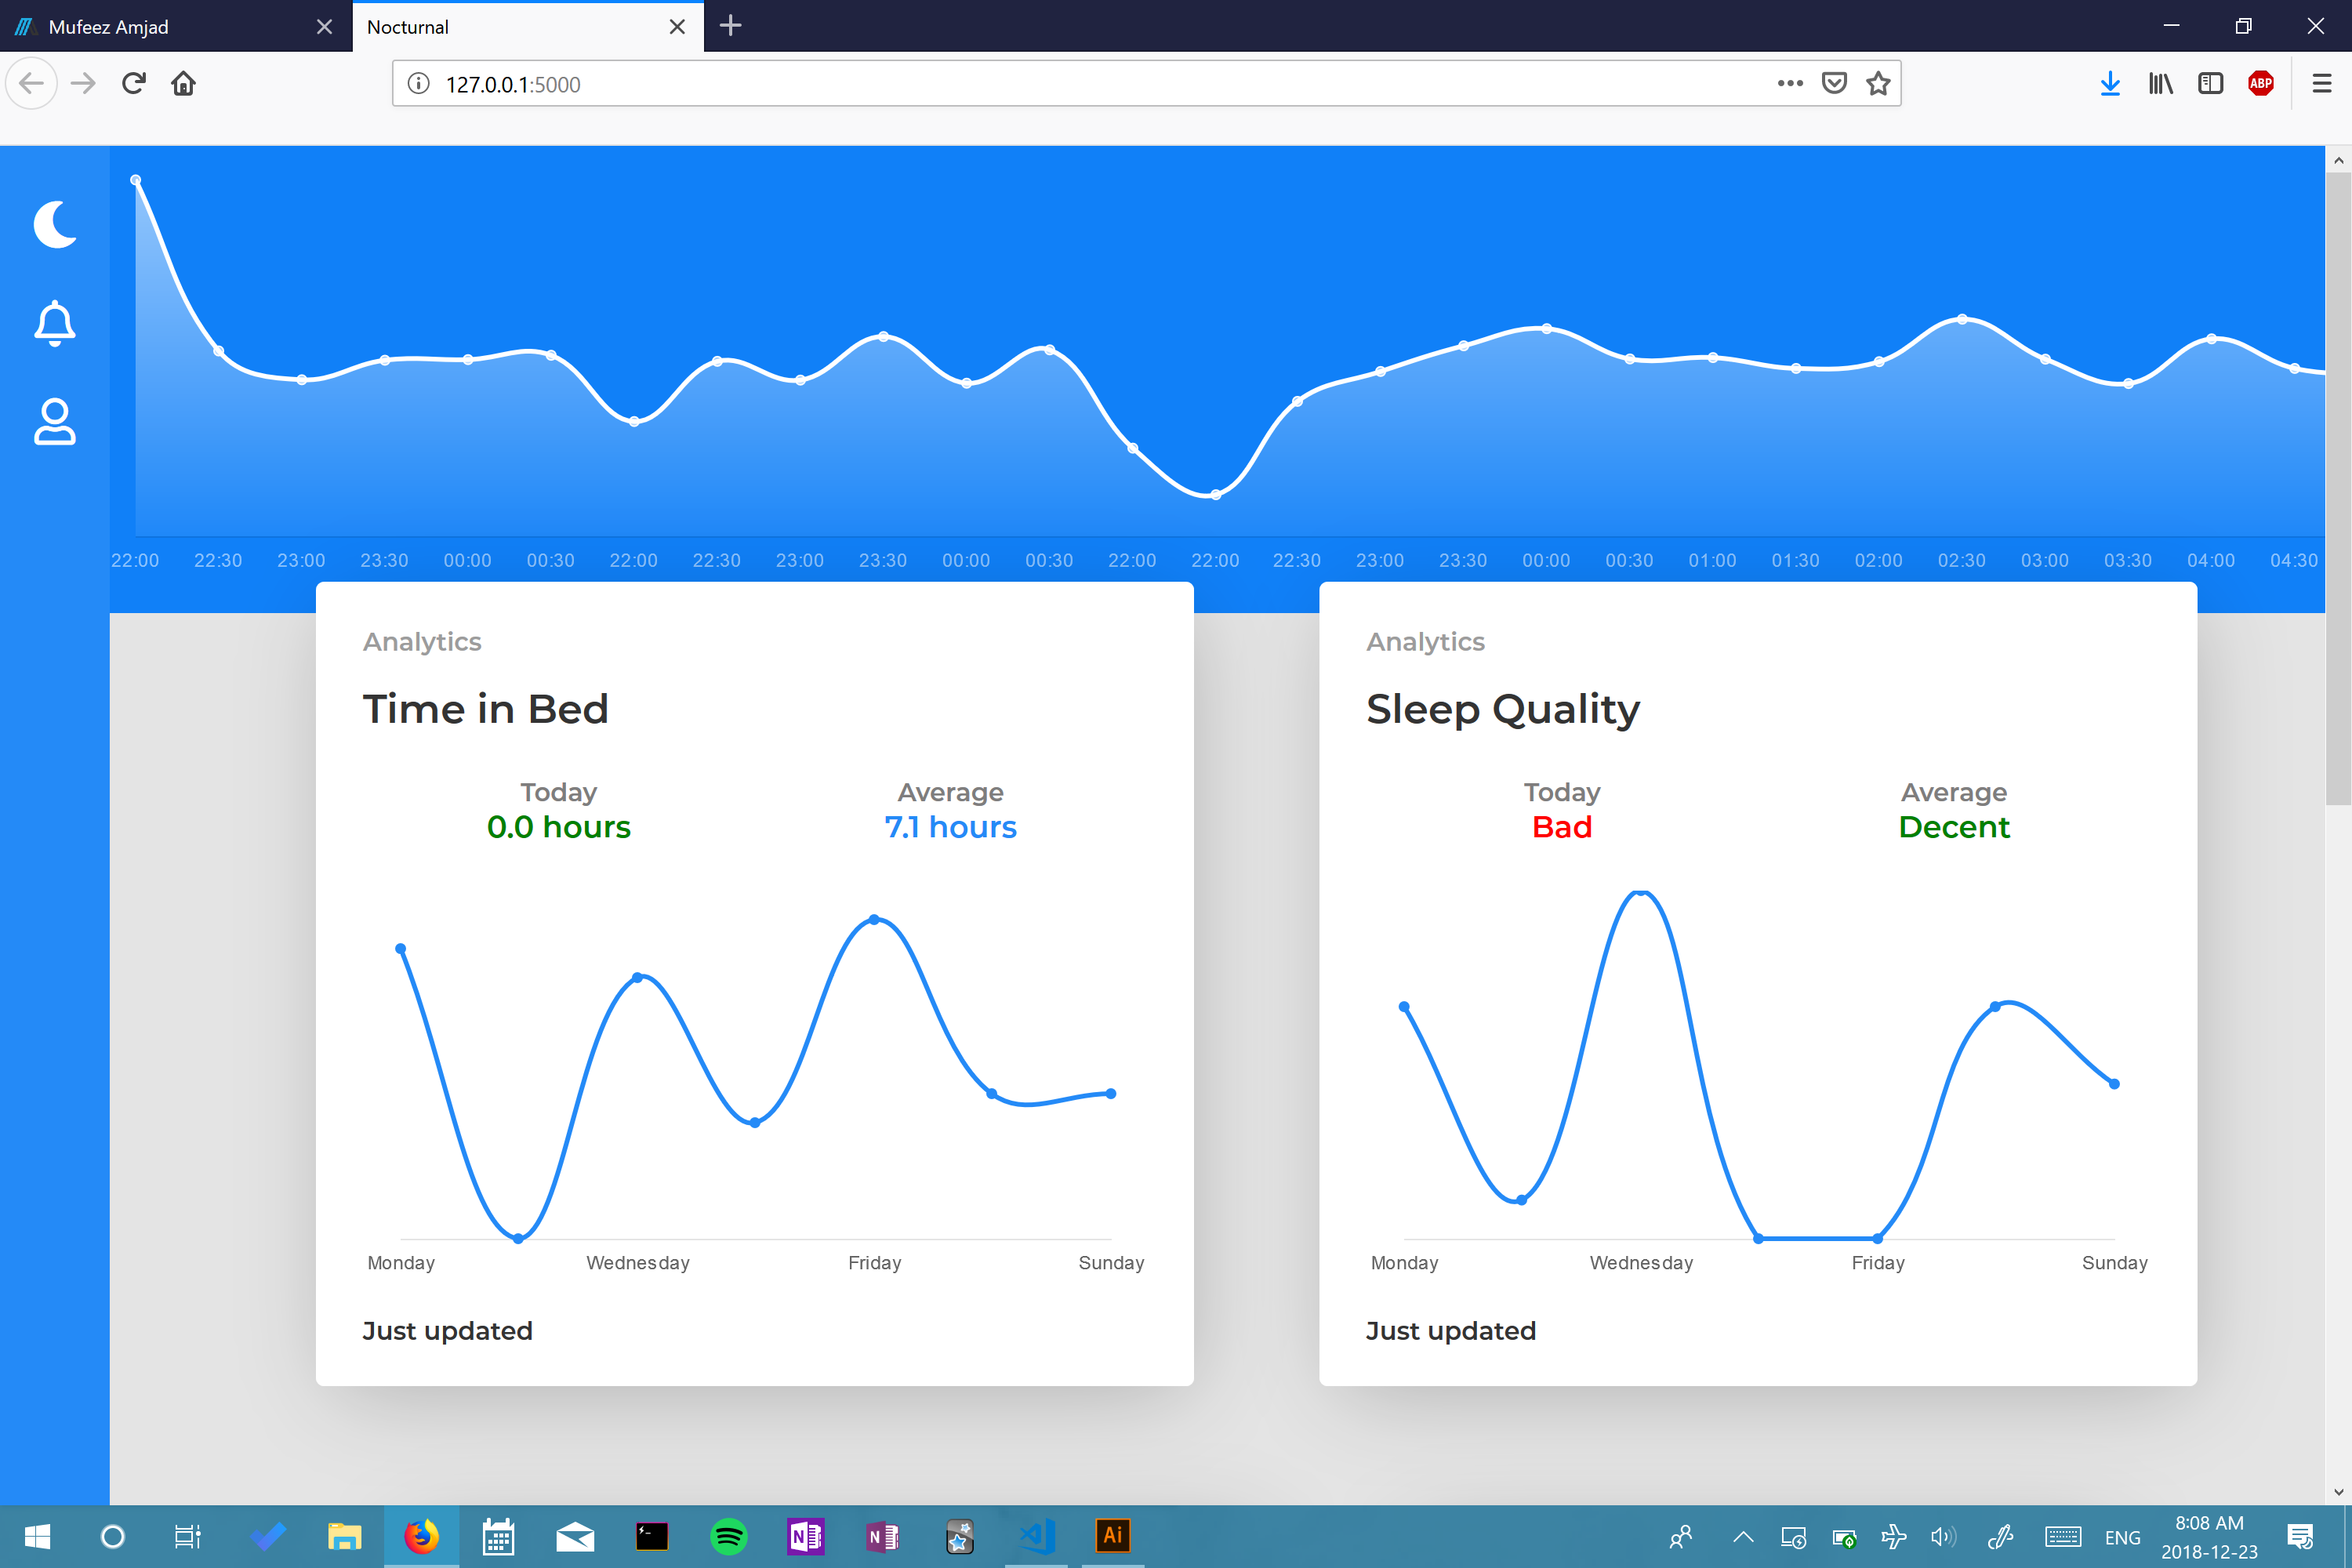 Mufeez Amjad
Nocturnal
127.0.0.1:5000
ABP
22:00 22:30 23:00 23:30 00:00 00:30 22:00 22:30 23:00 23:30 00:00 00:30 22:00 22:00 22:30 23:00 23:30 00:00 00:30 01:00 01:30 02:00 02:30 03:00 03:30 04:00 04:30
Analytics
Time in Bed
Today Average
0.0 hours 7.1 hours
Monday Wednesday Friday Sunday
Just updated
Analytics
Sleep Quality
Today Average
Bad Decent
Monday Wednesday Friday Sunday
Just updated
N
N
Ai
ENG
8:08 AM
2018-12-23